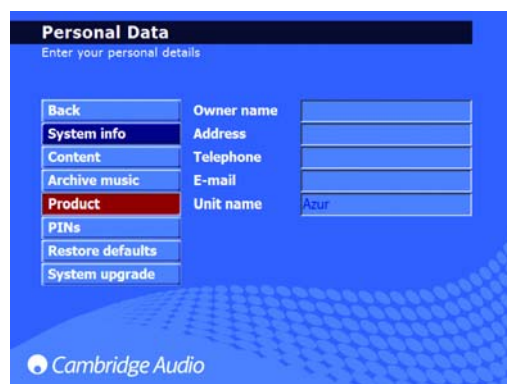 Personal Data
Enter your personal details
Back
Owner name
System info
Address
Content
Telephone
Archive music
E-mail
Product
Unit name
Azur
PINs
Restore defaults
System upgrade
Cambridge Audio